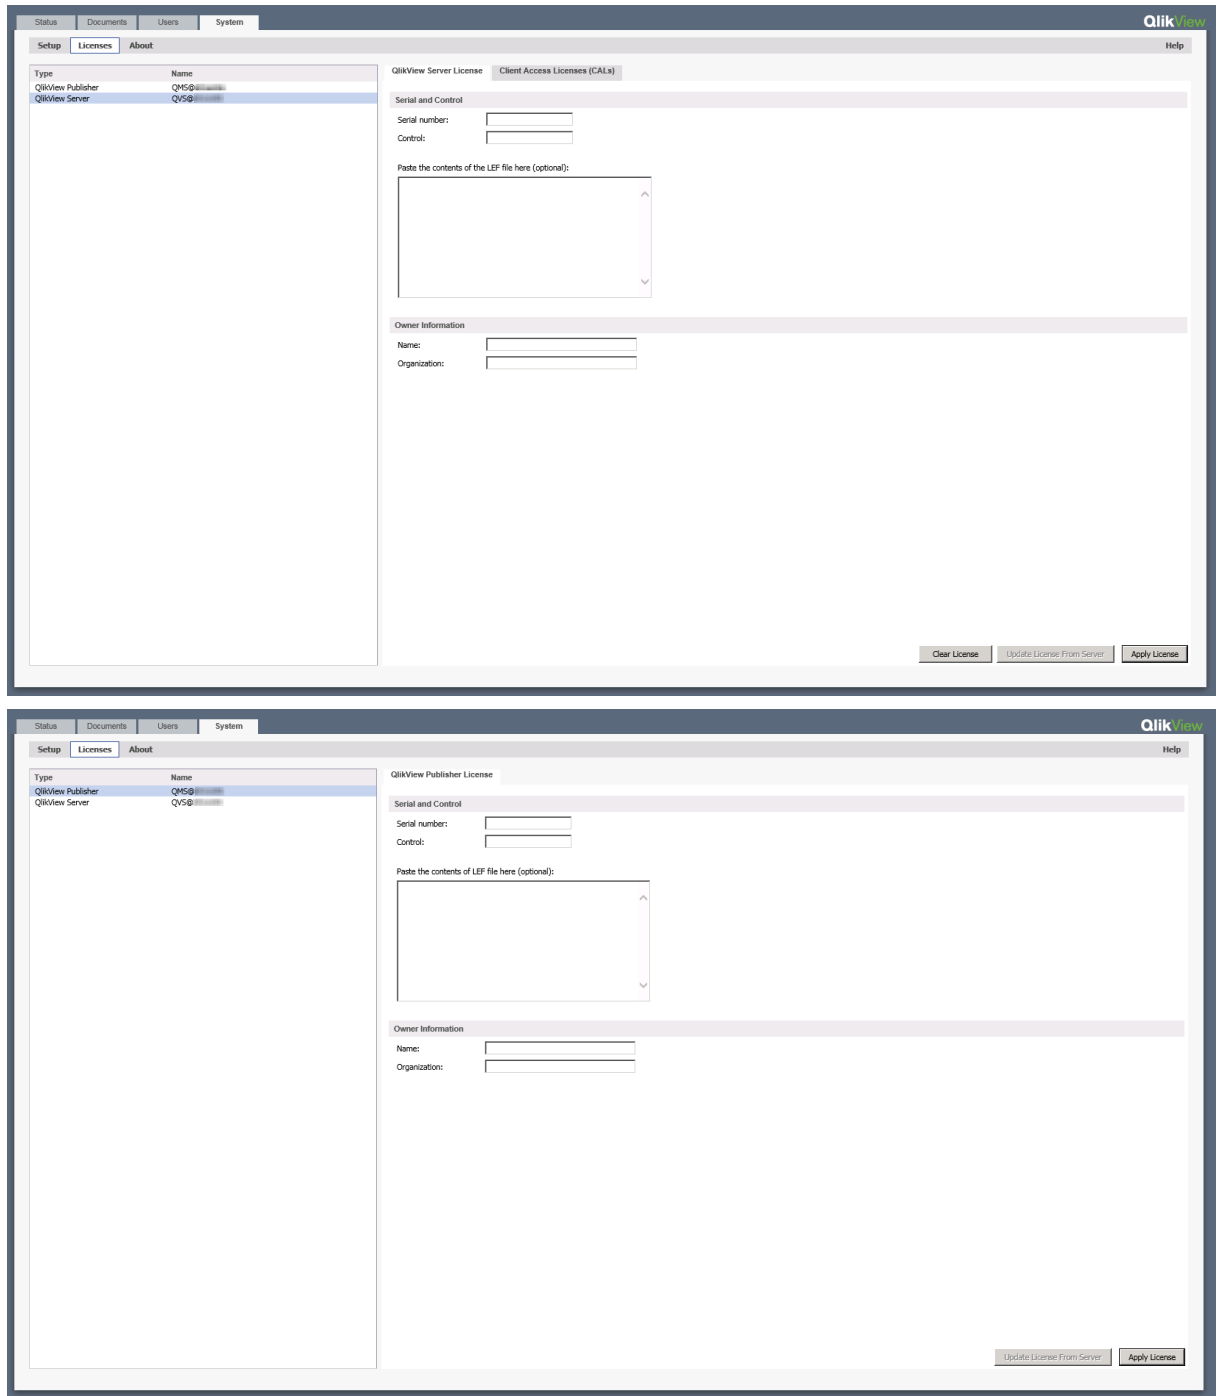 Status Documents Users System QlikView
Setup Licenses About Help
Type Name
QlikView Publisher QMS@
QlikView Server QVS@
QlikView Server License Client Access Licenses (CALs)
Serial and Control
Serial number:
Control:
Paste the contents of the LEF file here (optional):
Owner Information
Name:
Organization:
Clear License Update License From Server Apply License
Status Documents Users System QlikView
Setup Licenses About Help
Type Name
QlikView Publisher QMS@
QlikView Server QVS@
QlikView Publisher License
Serial and Control
Serial number:
Control:
Paste the contents of LEF file here (optional):
Owner Information
Name:
Organization:
Update License From Server Apply License